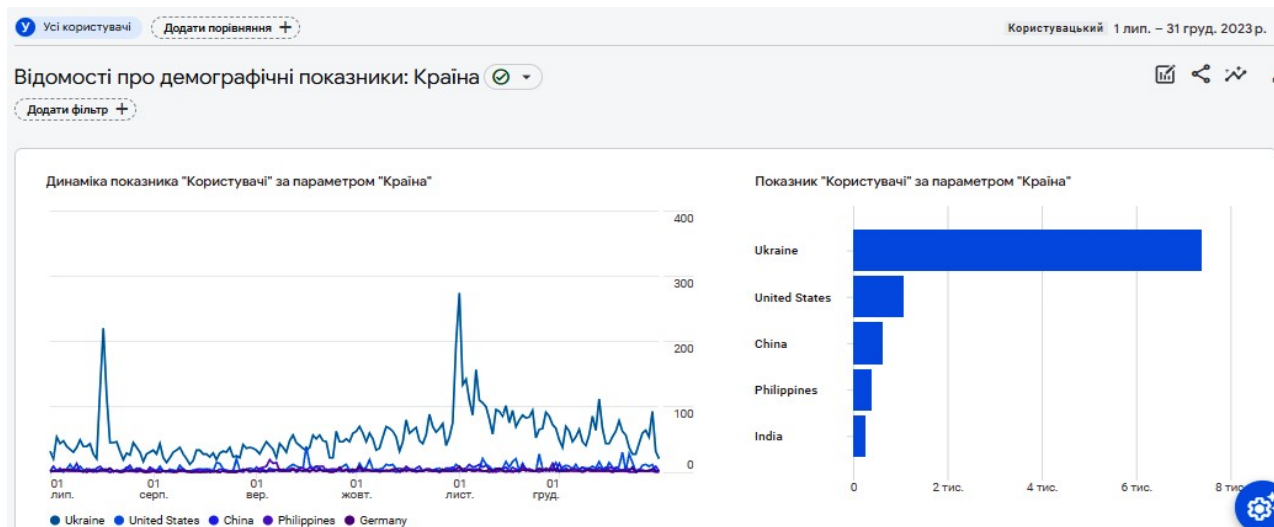 У Усі користувачі Додати порівняння + Користувацький 1 лип. – 31 груд. 2023 р.
Відомості про демографічні показники: Країна
Додати фільтр +
Динаміка показника "Користувачі" за параметром "Країна"
400
300
200
100
0
01 лип.
01 серп.
01 вер.
01 жовт.
01 лист.
01 груд.
Ukraine United States China Philippines Germany
Показник "Користувачі" за параметром "Країна"
Ukraine
United States
China
Philippines
India
0 2 тис. 4 тис. 6 тис. 8 тис.